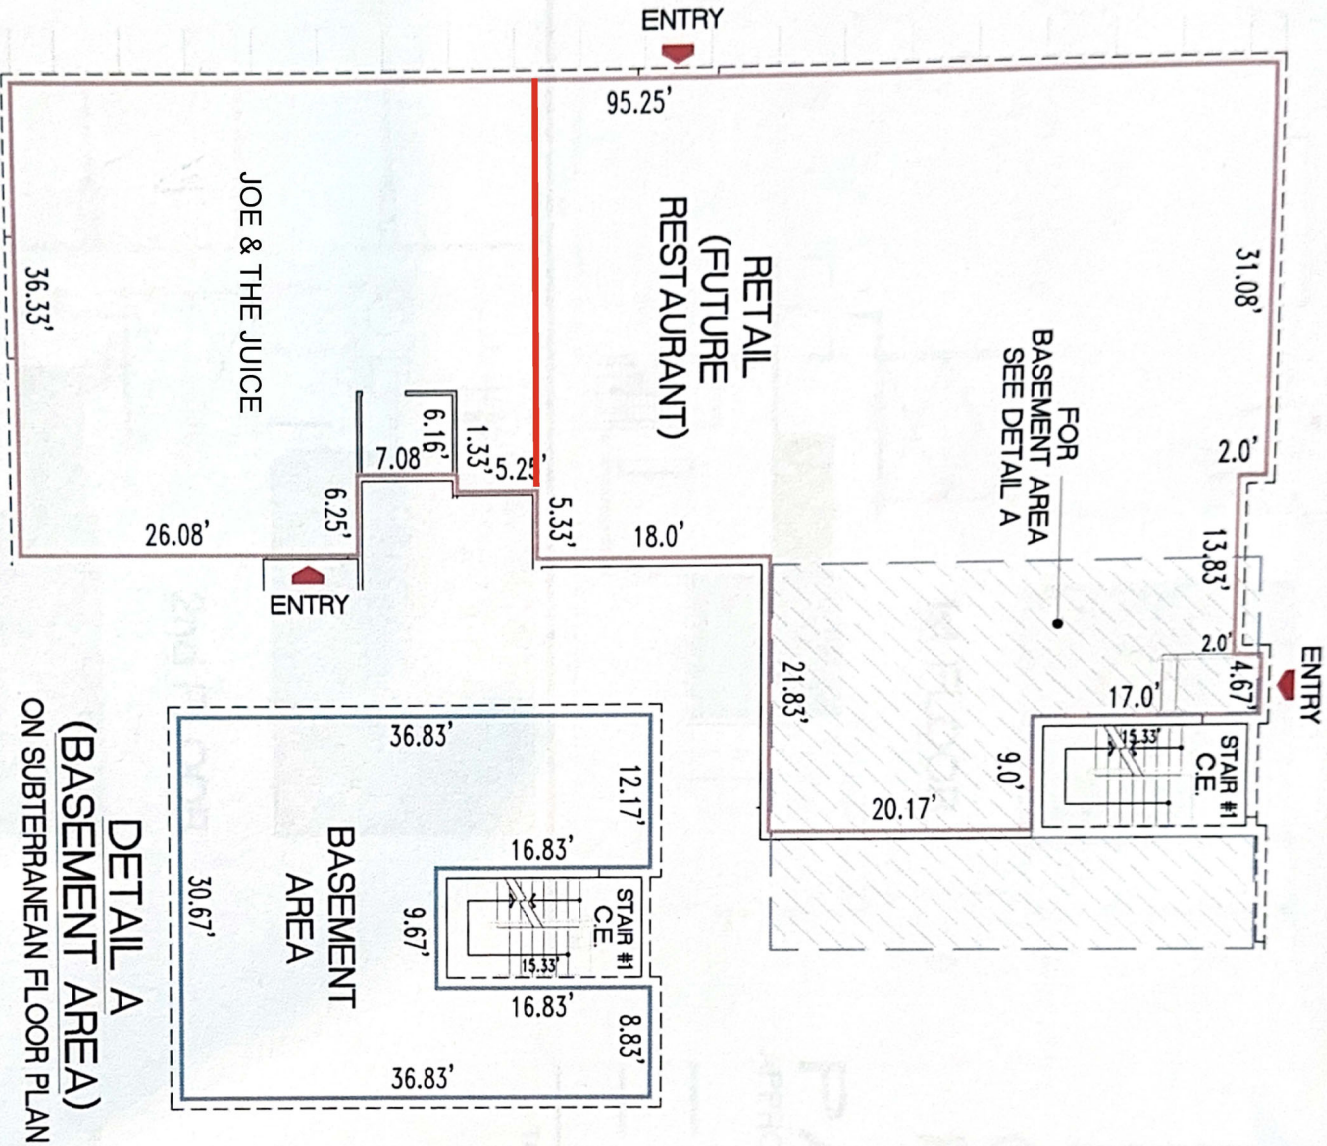 ENTRY
95.25'
RETAIL
(FUTURE
RESTAURANT)
JOE & THE JUICE
36.33'
26.08'
6.25'
7.08'
6.16'
1.33'
5.25'
5.33'
18.0'
ENTRY
FOR
BASEMENT AREA
SEE DETAIL A
31.08'
2.0'
13.83'
2.0'
4.67'
ENTRY
17.0'
15.33'
STAIR #1
C.E.
9.0'
20.17'
21.83'
36.83'
12.17'
16.83'
STAIR #1
C.E.
15.33'
9.67'
16.83'
8.83'
36.83'
30.67'
BASEMENT
AREA
DETAIL A
(BASEMENT AREA)
ON SUBTERRANEAN FLOOR PLAN